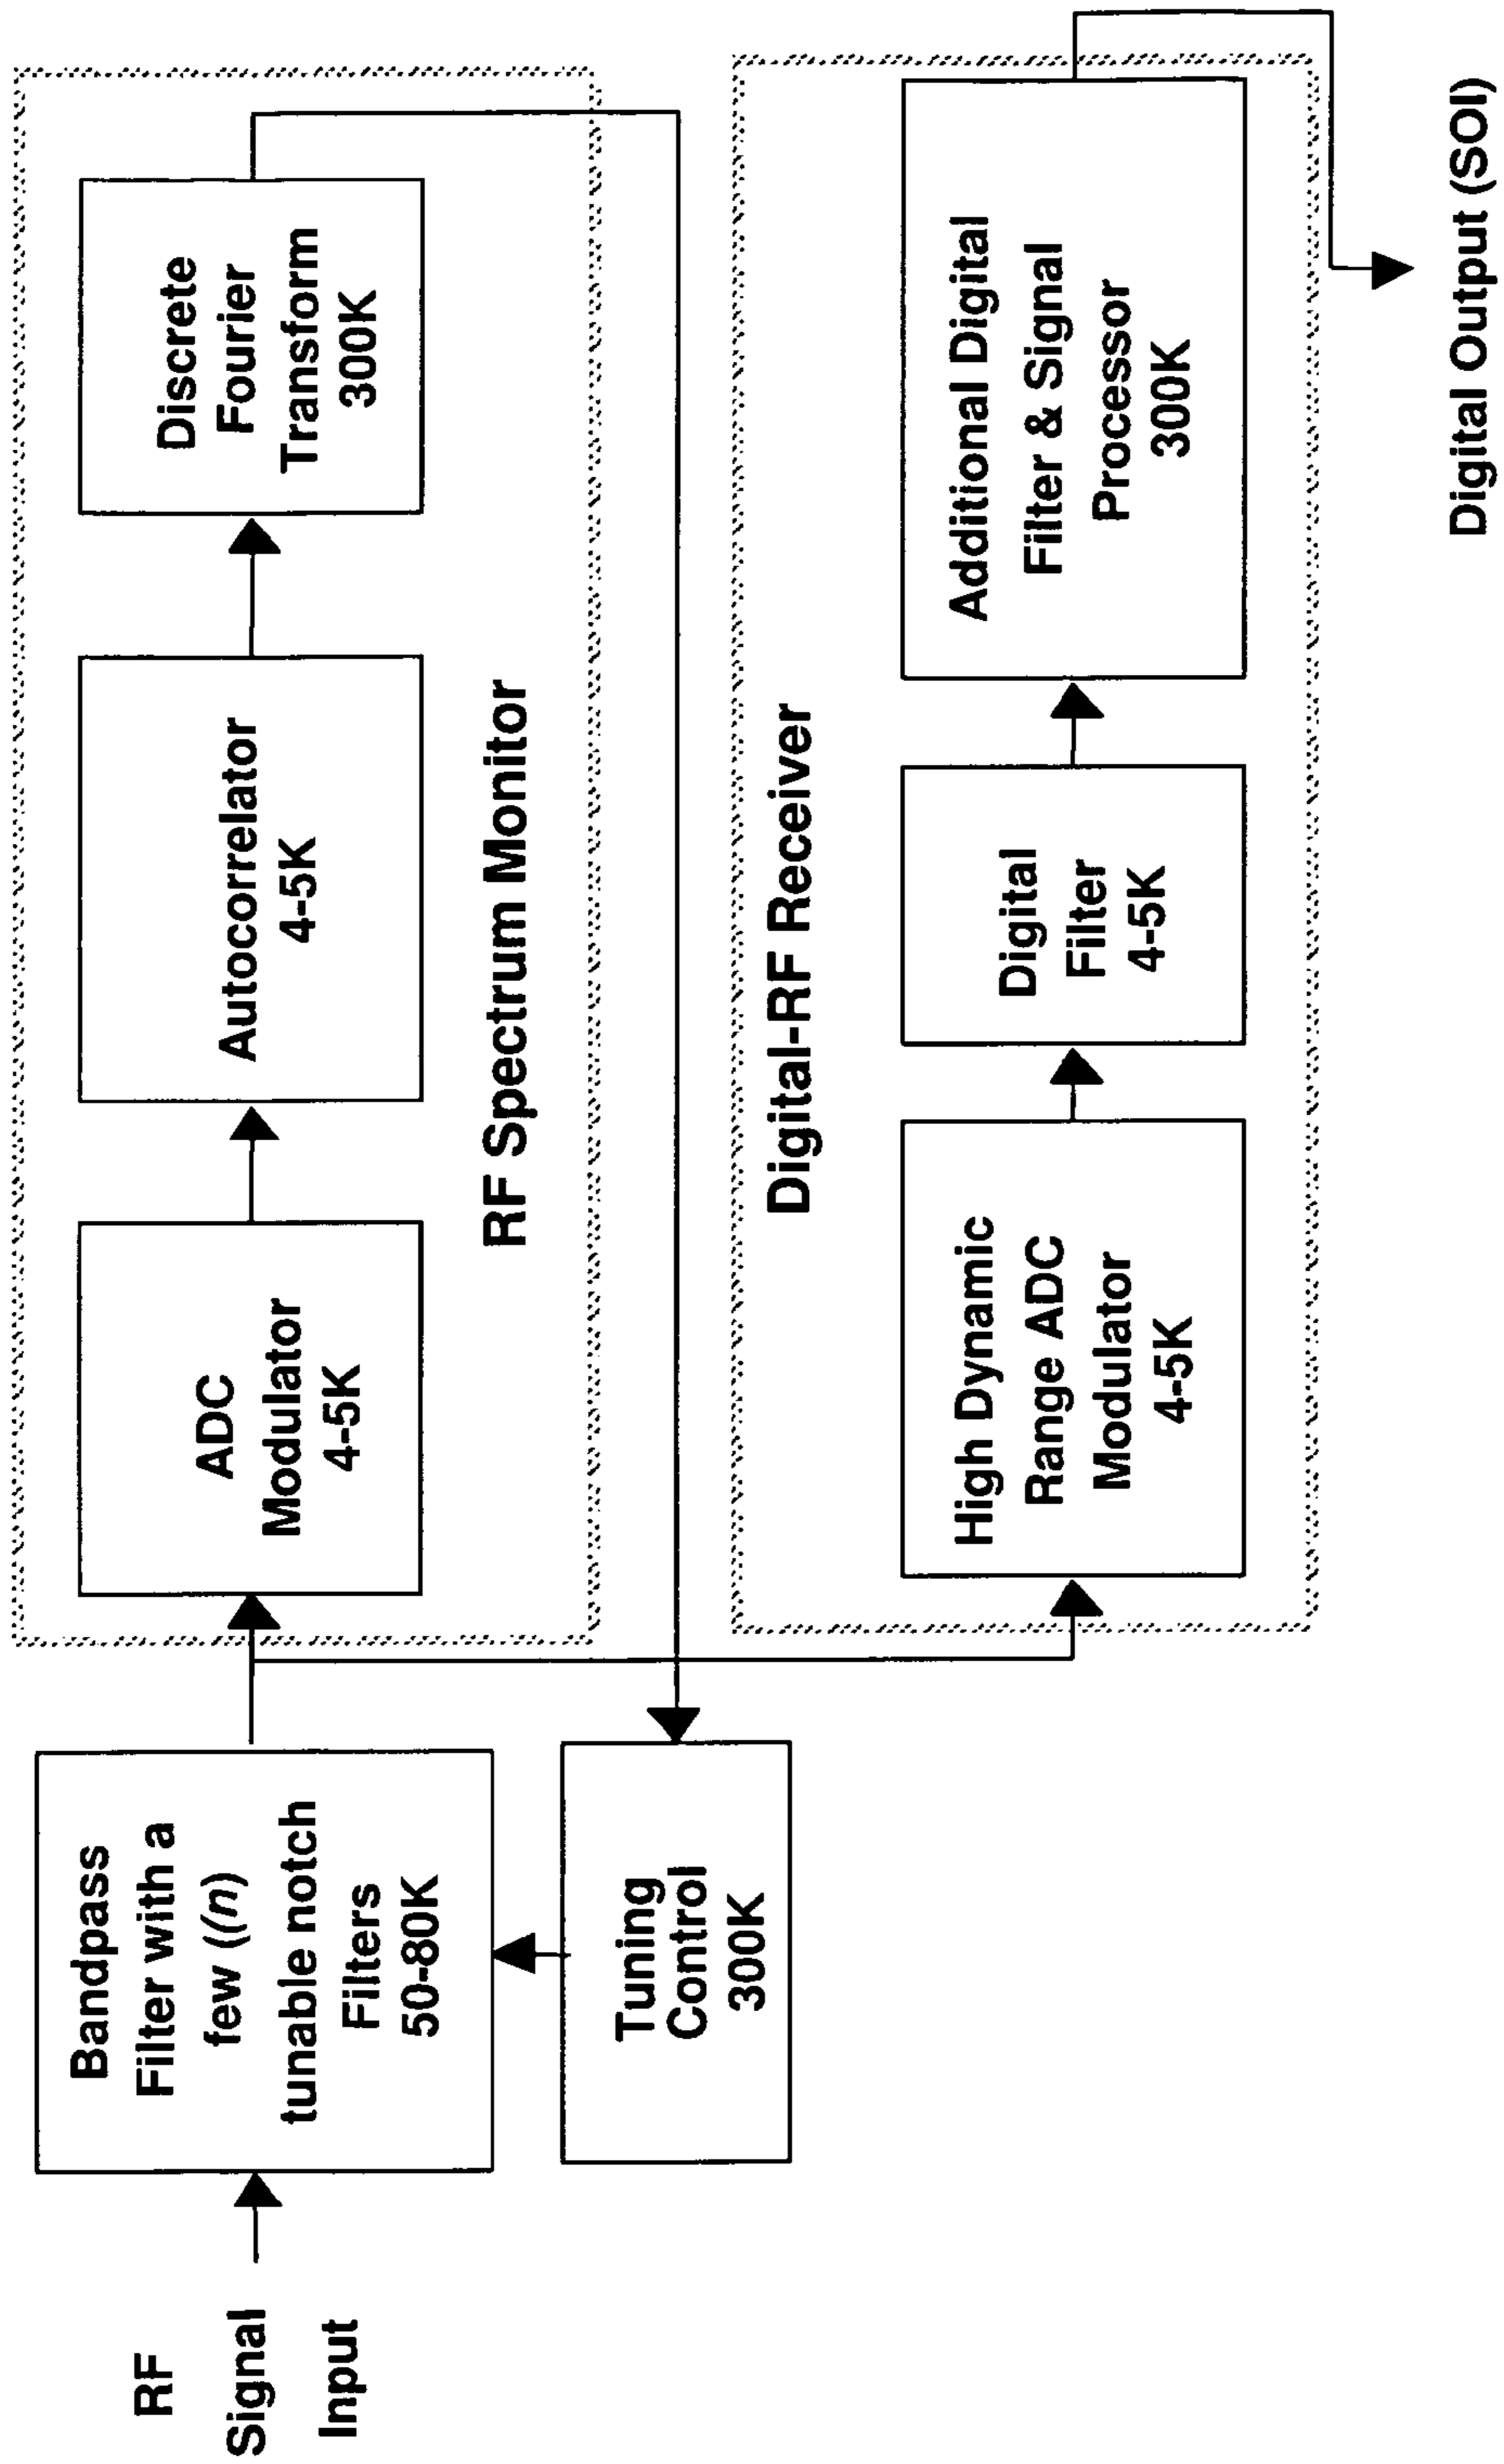 RF
Signal
Input
Bandpass
Filter with a
few ((n)
tunable notch
Filters
50-80K
Tuning
Control
300K
ADC
Modulator
4-5K
Autocorrelator
4-5K
Discrete
Fourier
Transform
300K
RF Spectrum Monitor
Digital-RF Receiver
High Dynamic
Range ADC
Modulator
4-5K
Digital
Filter
4-5K
Additional Digital
Filter & Signal
Processor
300K
Digital Output (SOI)